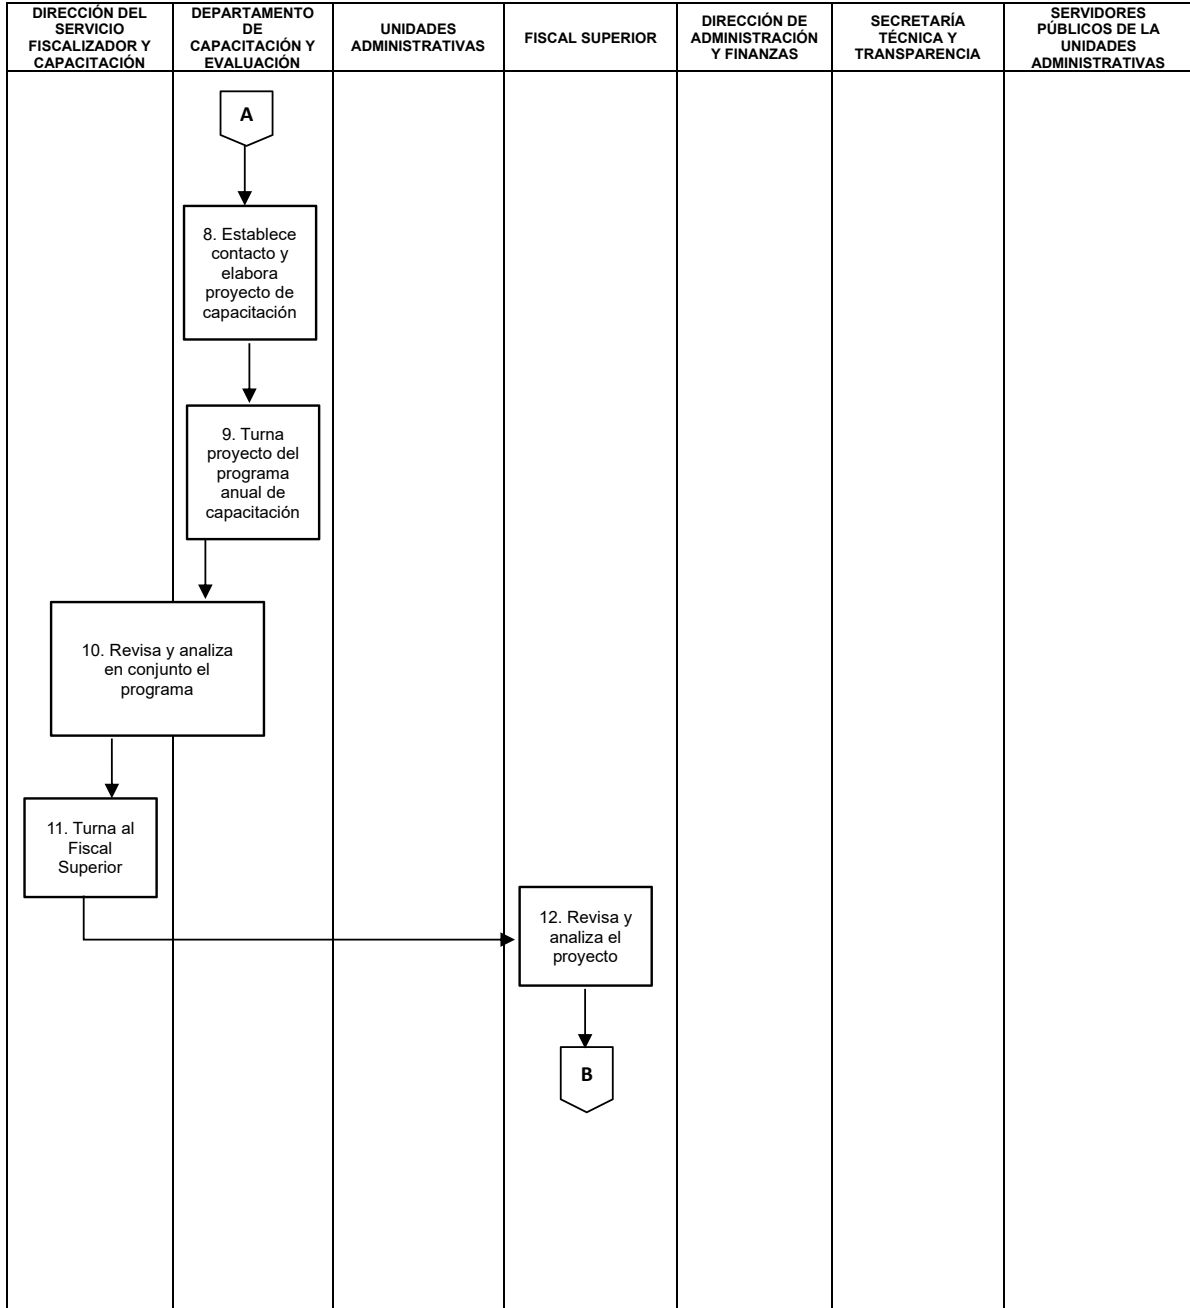 DIRECCIÓN DEL
SERVICIO
FISCALIZADOR Y
CAPACITACIÓN
DEPARTAMENTO
DE
CAPACITACIÓN Y
EVALUACIÓN
UNIDADES
ADMINISTRATIVAS
FISCAL SUPERIOR
DIRECCIÓN DE
ADMINISTRACIÓN
Y FINANZAS
SECRETARÍA
TÉCNICA Y
TRANSPARENCIA
SERVIDORES
PÚBLICOS DE LA
UNIDADES
ADMINISTRATIVAS
A
8. Establece
contacto y
elabora
proyecto de
capacitación
9. Turna
proyecto del
programa
anual de
capacitación
10. Revisa y analiza
en conjunto el
programa
11. Turna al
Fiscal
Superior
12. Revisa y
analiza el
proyecto
B